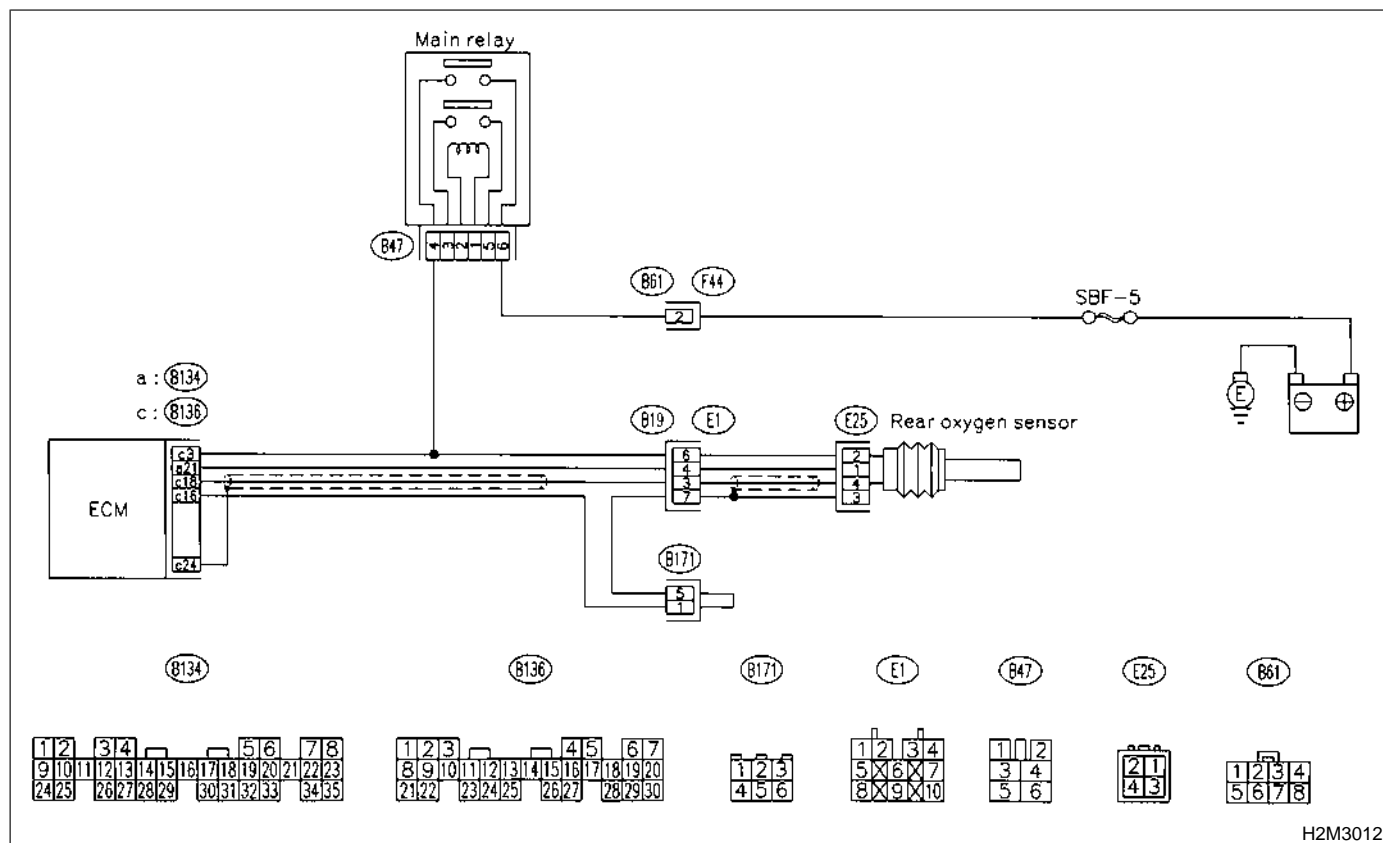 Main relay
B47
4 3 2 1 5 6
B61 F44
2
SBF-5
E
a : B134
c : B136
B19 E1
E25 Rear oxygen sensor
ECM
c3
a21
c18
c16
c24
6
4
3
7
2
1
4
3
B171
5
1
B134
B136
B171
E1
B47
E25
B61
1 2 3 4 5 6 7 8
9 10 11 12 13 14 15 16 17 18 19 20 21 22 23
24 25 26 27 28 29 30 31 32 33 34 35
1 2 3 4 5 6 7
8 9 10 11 12 13 14 15 16 17 18 19 20
21 22 23 24 25 26 27 28 29 30
1 2 3
4 5 6
1 2 3 4
5 6 7
8 9 10
1 2
3 4
5 6
2 1
4 3
1 2 3 4
5 6 7 8
H2M3012